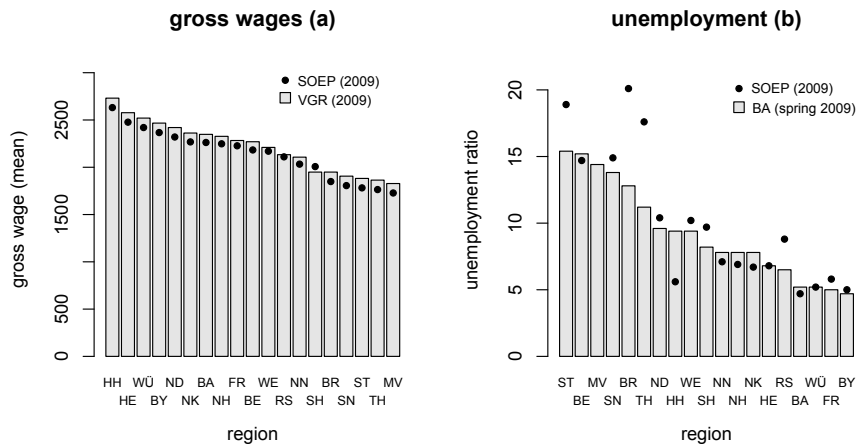 gross wages (a)
SOEP (2009)
VGR (2009)
gross wage (mean)
0 500 1500 2500
HH WÜ ND BA FR WE NN BR ST MV
HE BY NK NH BE RS SH SN TH
region
unemployment (b)
SOEP (2009)
BA (spring 2009)
unemployment ratio
0 5 10 15 20
ST MV BR ND WE NN NK RS WÜ BY
BE SN TH HH SH NH HE BA FR
region